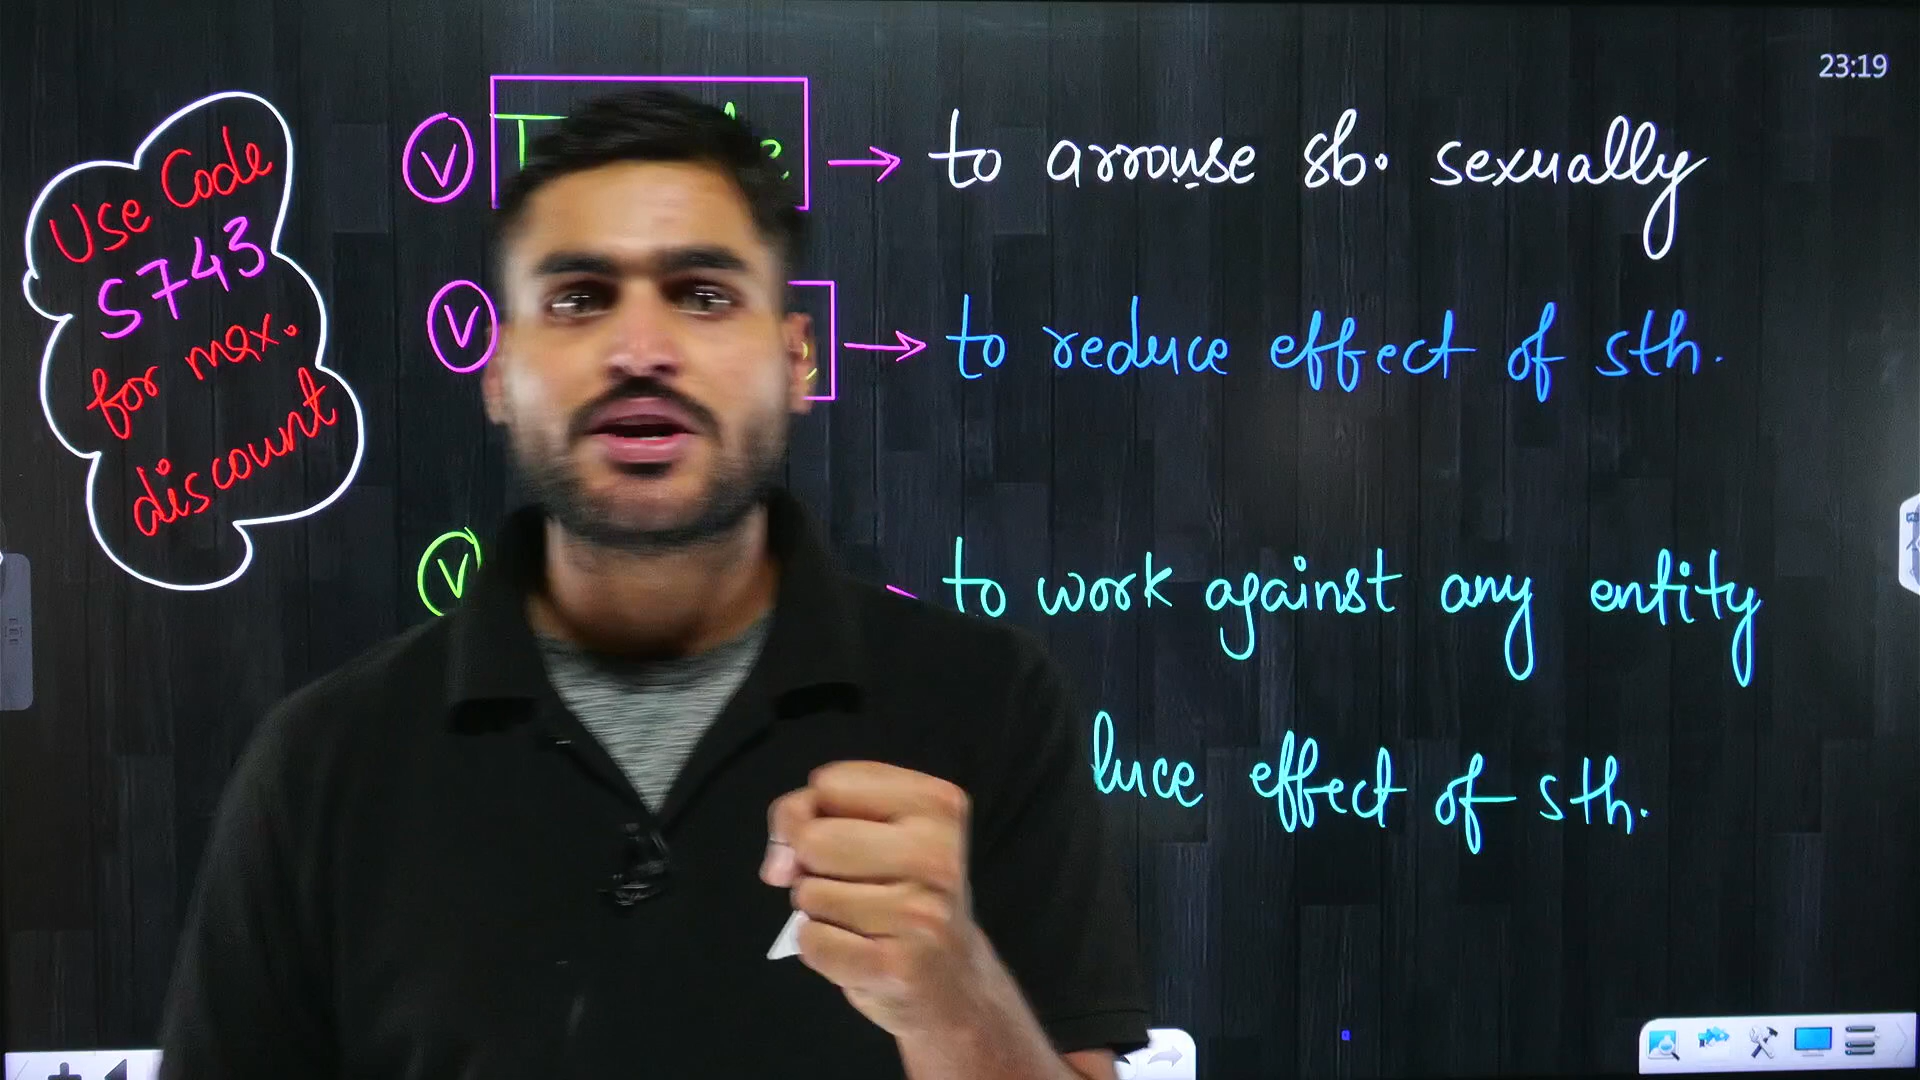 23:19
Use Code
5743
for max.
discount
V → to arrouse sb. sexually
V → to reduce effect of sth.
V to work against any entity
effect of sth.